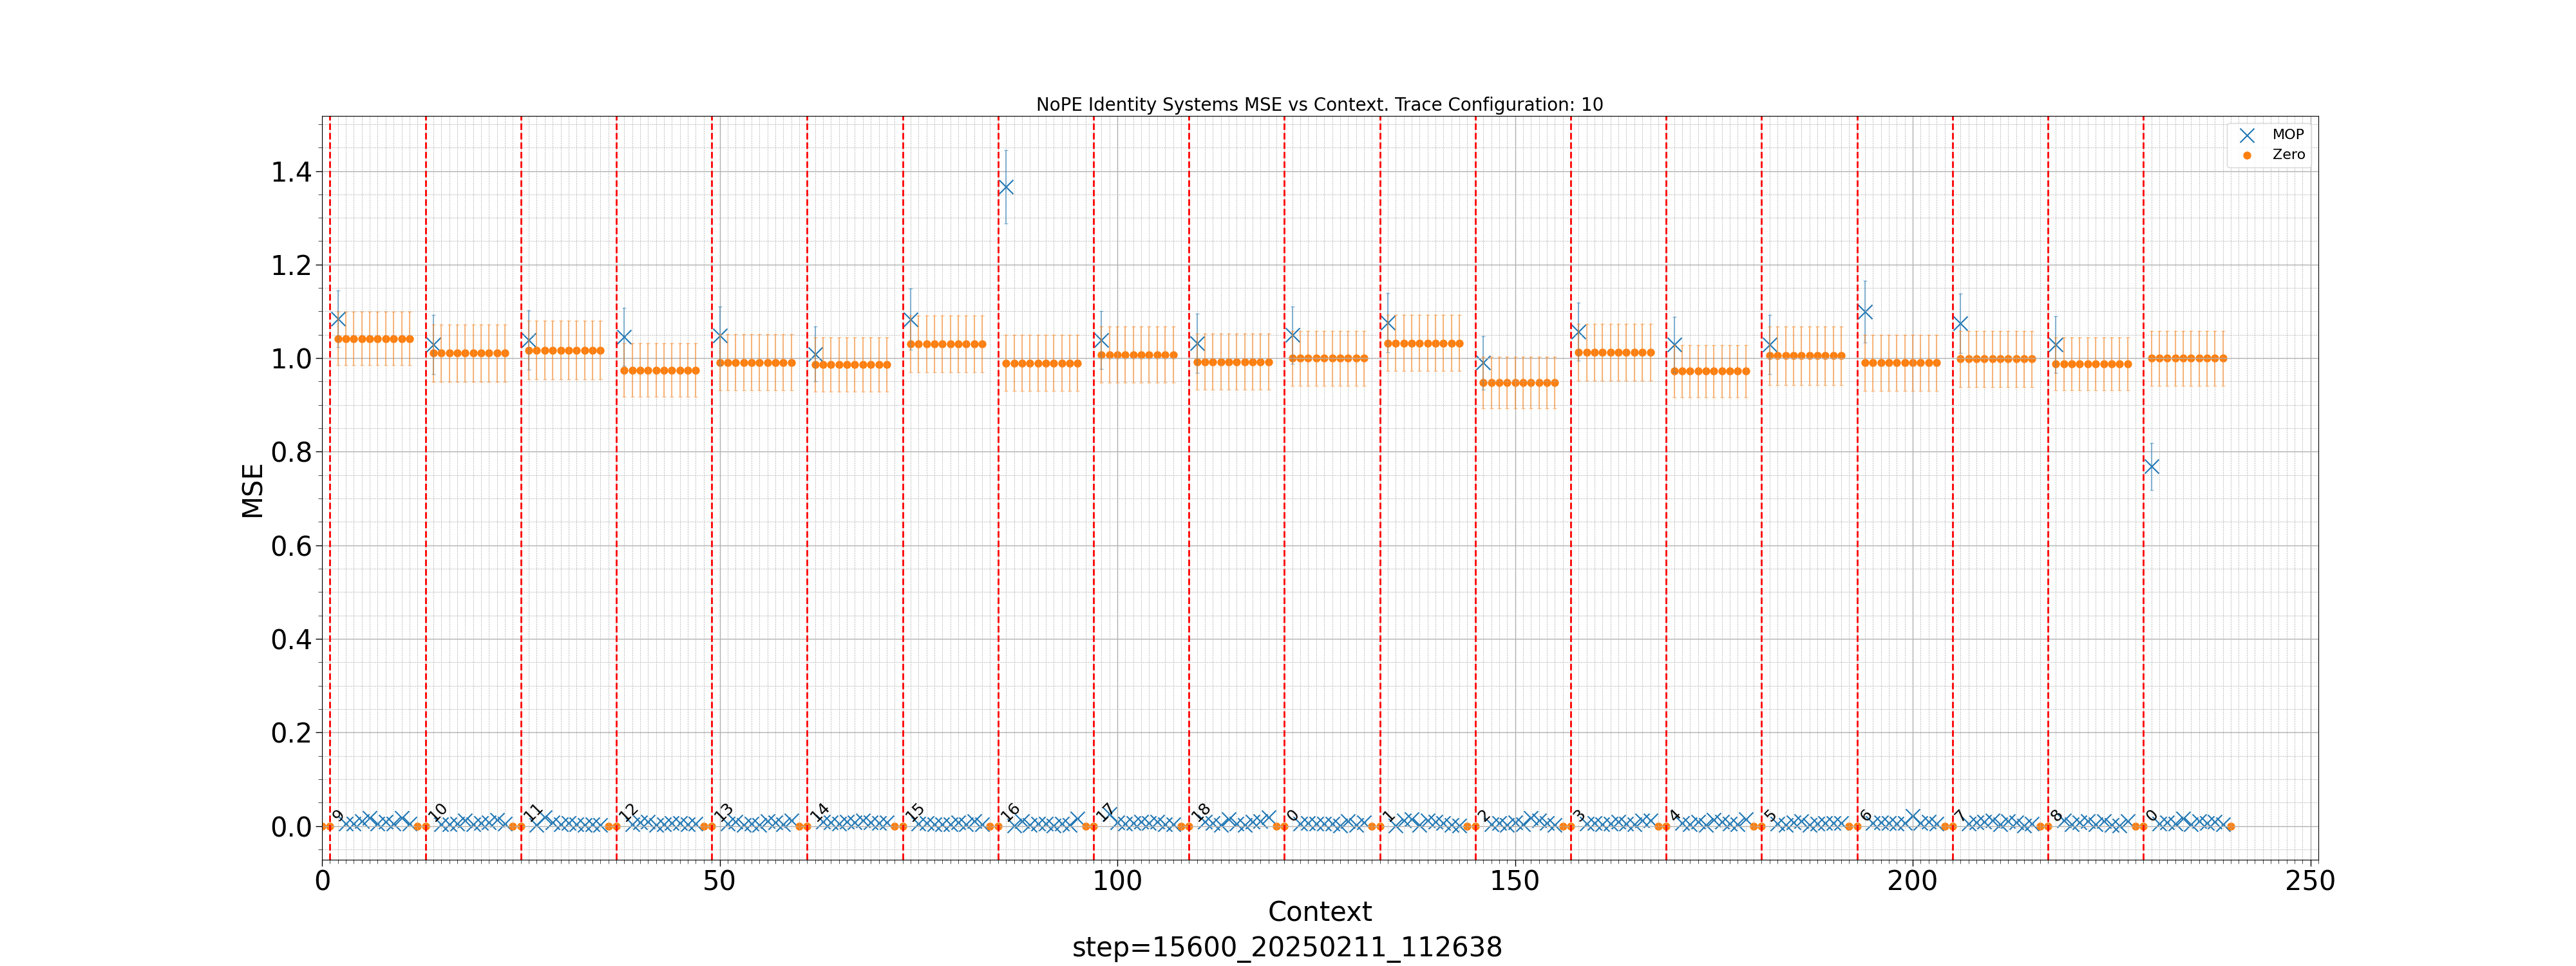 NoPE Identity Systems MSE vs Context. Trace Configuration: 10
MOP
Zero
1.4
1.2
1.0
0.8
0.6
0.4
0.2
0.0
MSE
9 10 11 12 13 14 15 16 17 18 0 1 2 3 4 5 6 7 8 0
0 50 100 150 200 250
Context
step=15600_20250211_112638